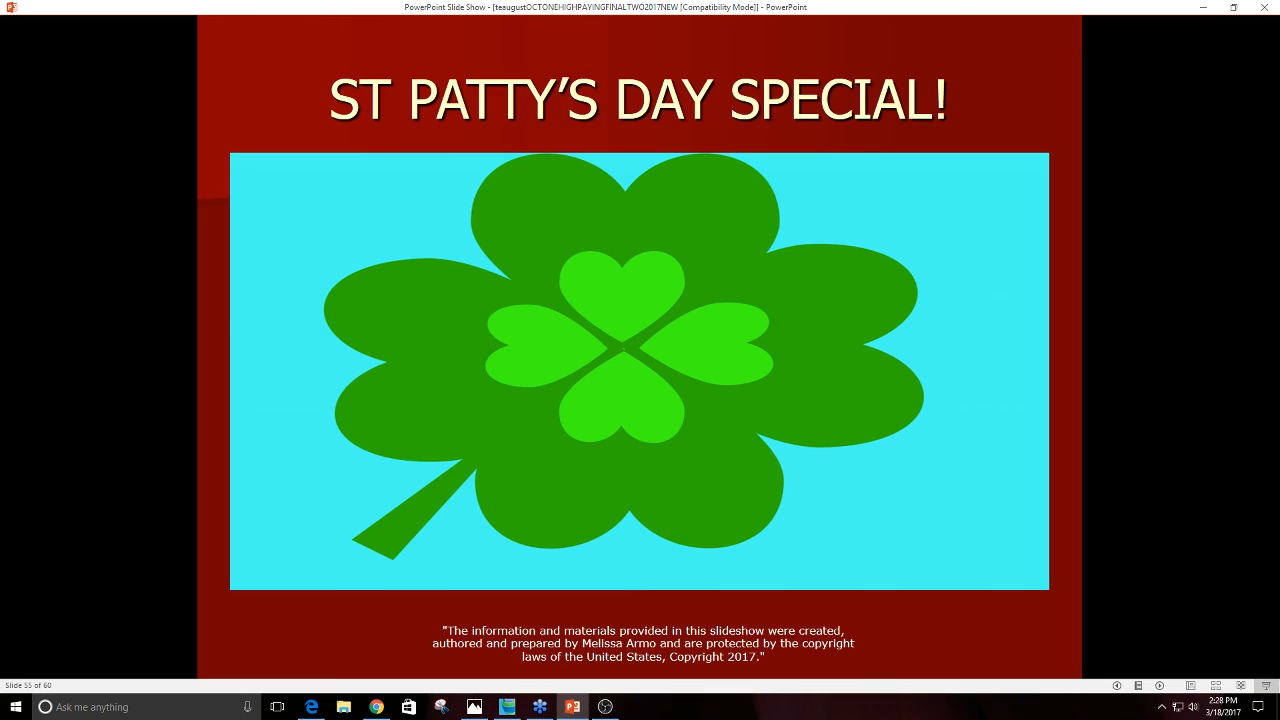 PowerPoint Slide Show - [teaugustOCTONEHIGHPAYINGFINALTWO2017NEW [Compatibility Mode]] - PowerPoint
ST PATTY’S DAY SPECIAL!
"The information and materials provided in this slideshow were created,
authored and prepared by Melissa Armo and are protected by the copyright
laws of the United States, Copyright 2017."
Slide 55 of 60
Ask me anything
2:28 PM
3/18/2017